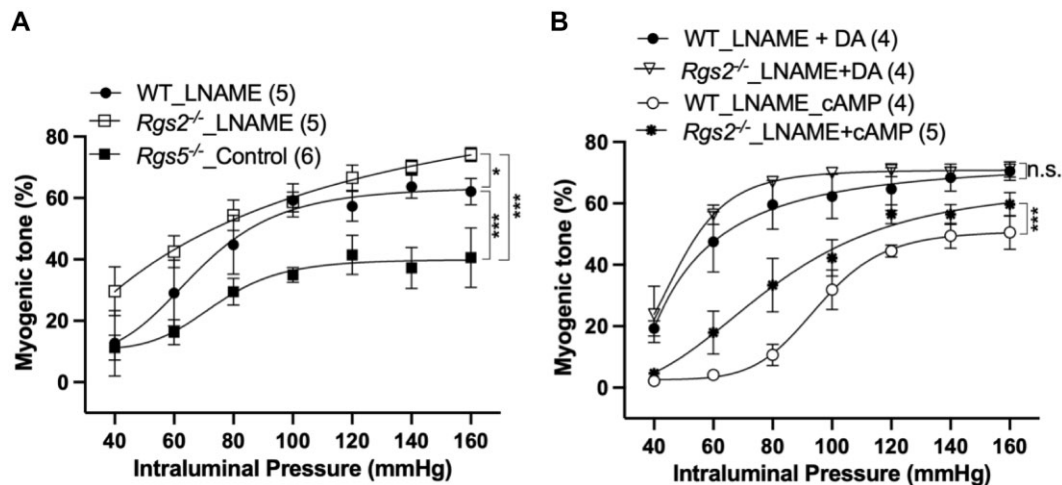 A
WT_LNAME (5)
Rgs2-/-_LNAME (5)
Rgs5-/-_Control (6)
80
60
40
20
0
Myogenic tone (%)
*
***
***
40 60 80 100 120 140 160
Intraluminal Pressure (mmHg)
B
WT_LNAME + DA (4)
Rgs2-/-_LNAME+DA (4)
WT_LNAME_cAMP (4)
Rgs2-/-_LNAME+cAMP (5)
80
60
40
20
0
Myogenic tone (%)
n.s.
***
40 60 80 100 120 140 160
Intraluminal Pressure (mmHg)